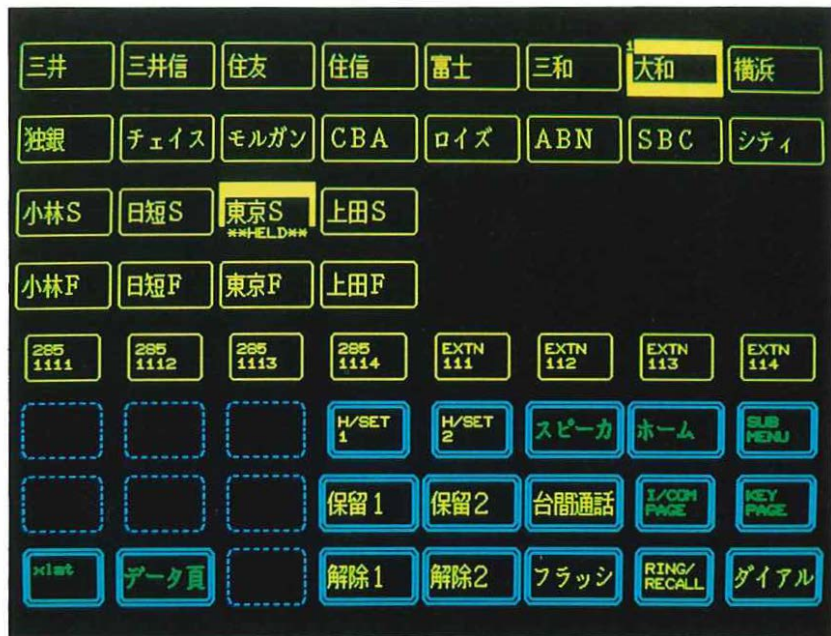 三井 三井信 住友 住信 富士 三和 1 大和 横浜
独銀 チェイス モルガン CBA ロイズ ABN SBC シティ
小林S 日短S 東京S 上田S
**HELD**
小林F 日短F 東京F 上田F
285 285 285 285 EXTN EXTN EXTN EXTN
1111 1112 1113 1114 111 112 113 114
H/SET H/SET スピーカ ホーム SUB
1 2 MENU
保留1 保留2 台間通話 I/COM KEY
PAGE PAGE
xlmt データ頁 解除1 解除2 フラッシ RING/ ダイアル
RECALL